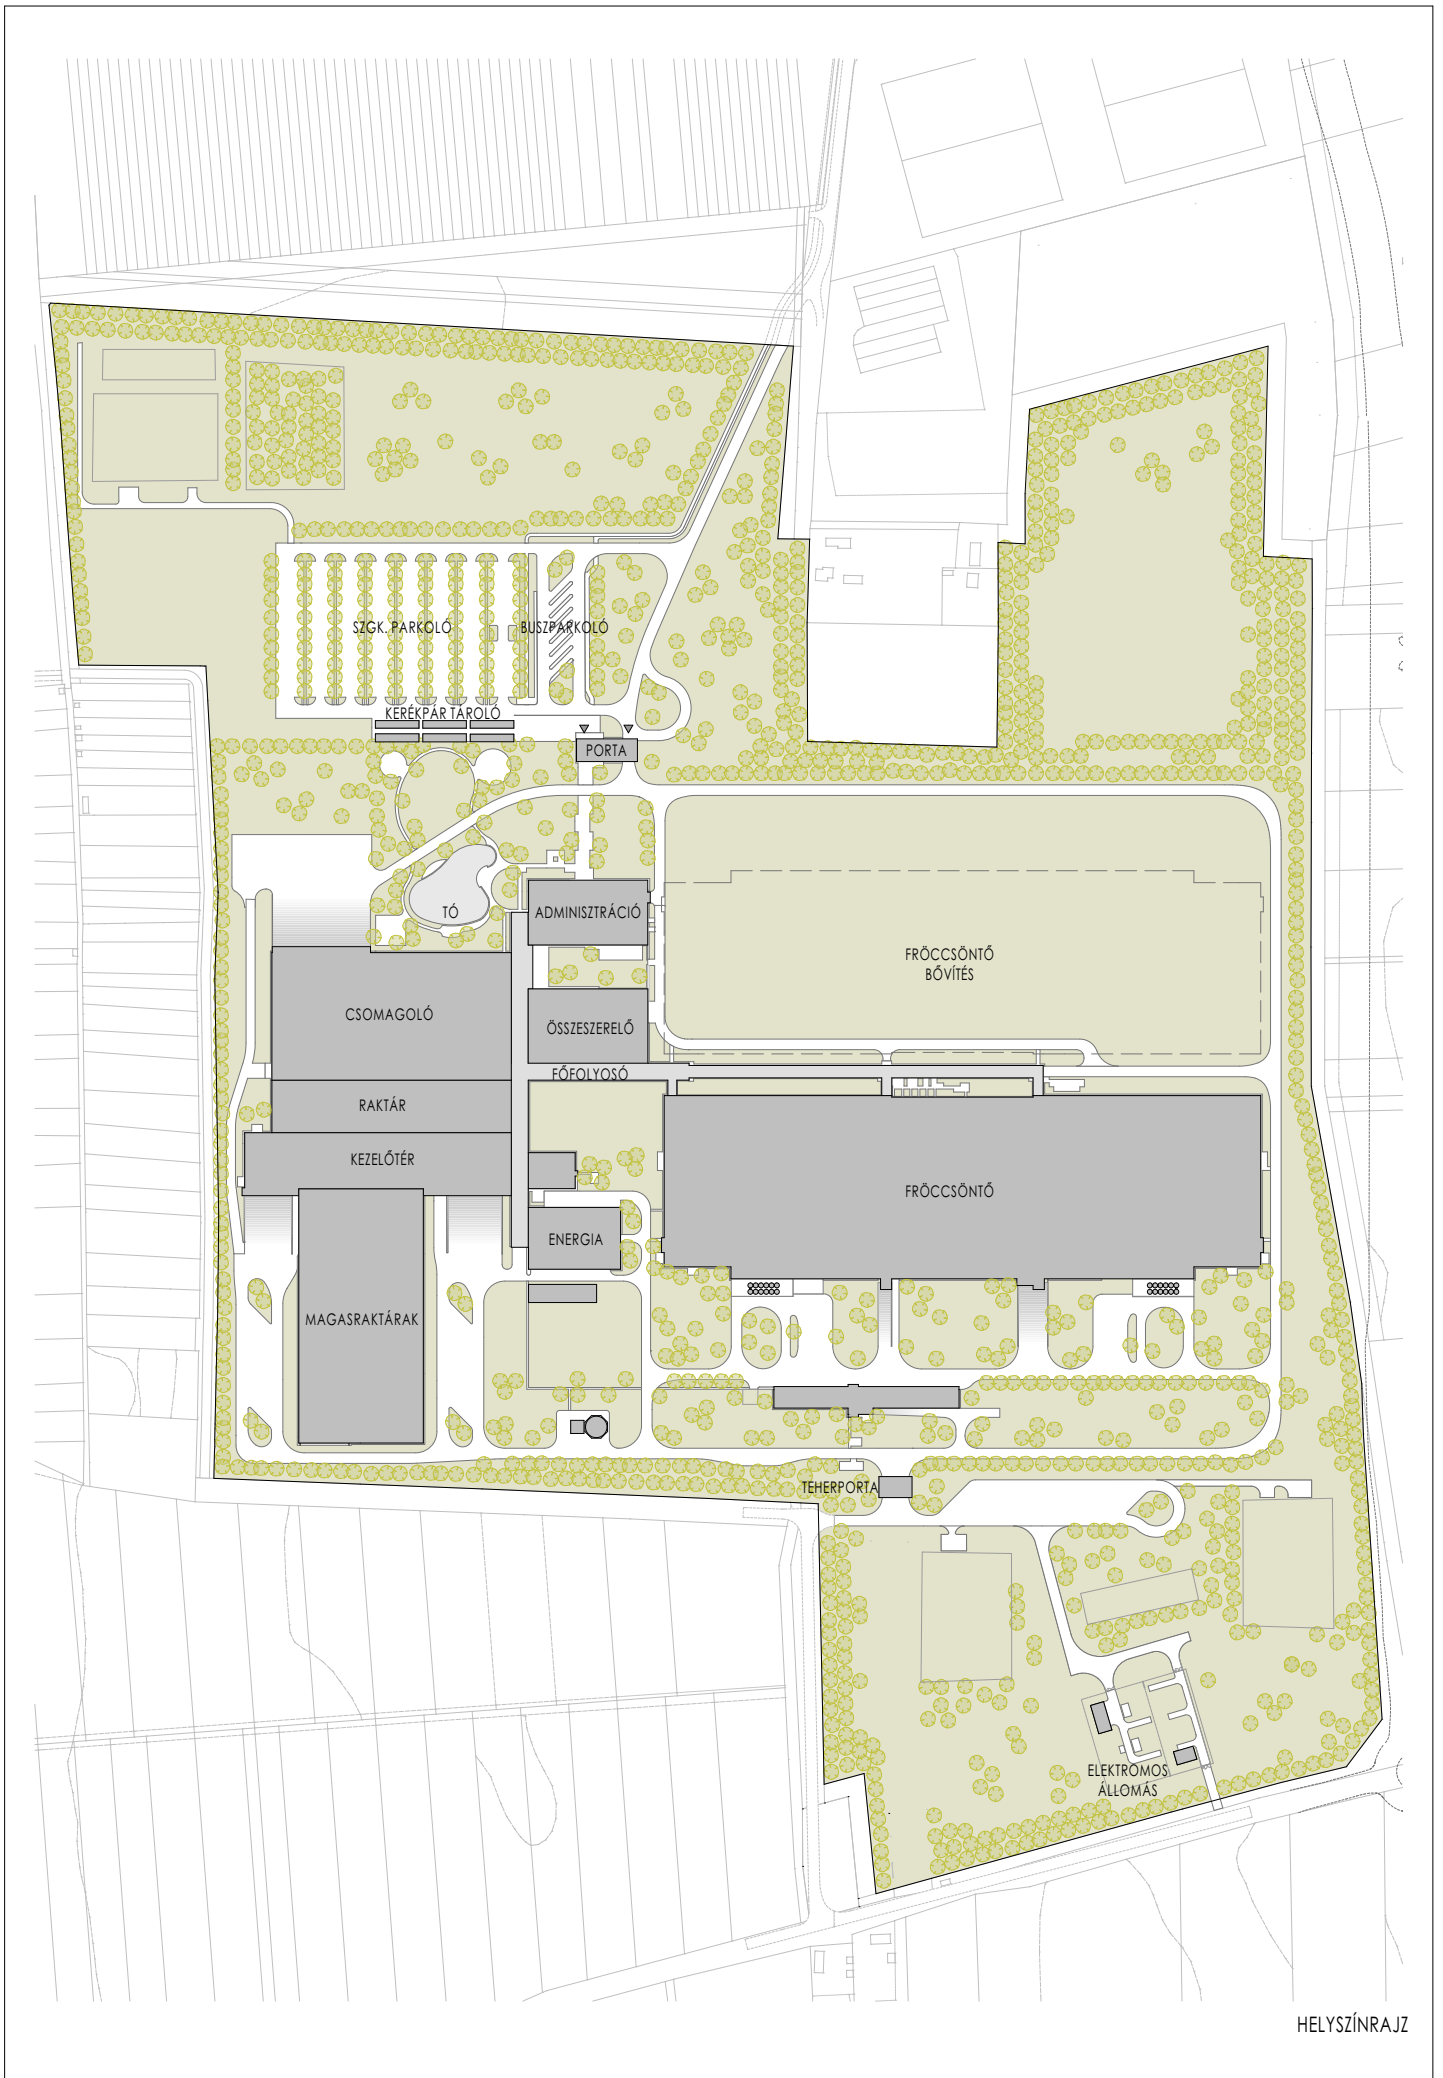 SZGK. PARKOLÓ
BUSZPARKOLÓ
KERÉKPÁR TÁROLÓ
PORTA
TÓ
ADMINISZTRÁCIÓ
FRÖCCSÖNTŐ
BŐVÍTÉS
CSOMAGOLÓ
ÖSSZESZERELŐ
FŐFOLYOSÓ
RAKTÁR
KEZELŐTÉR
FRÖCCSÖNTŐ
ENERGIA
MAGASRAKTÁRAK
TEHERPORTA
ELEKTROMOS
ÁLLOMÁS
HELYSZÍNRAJZ